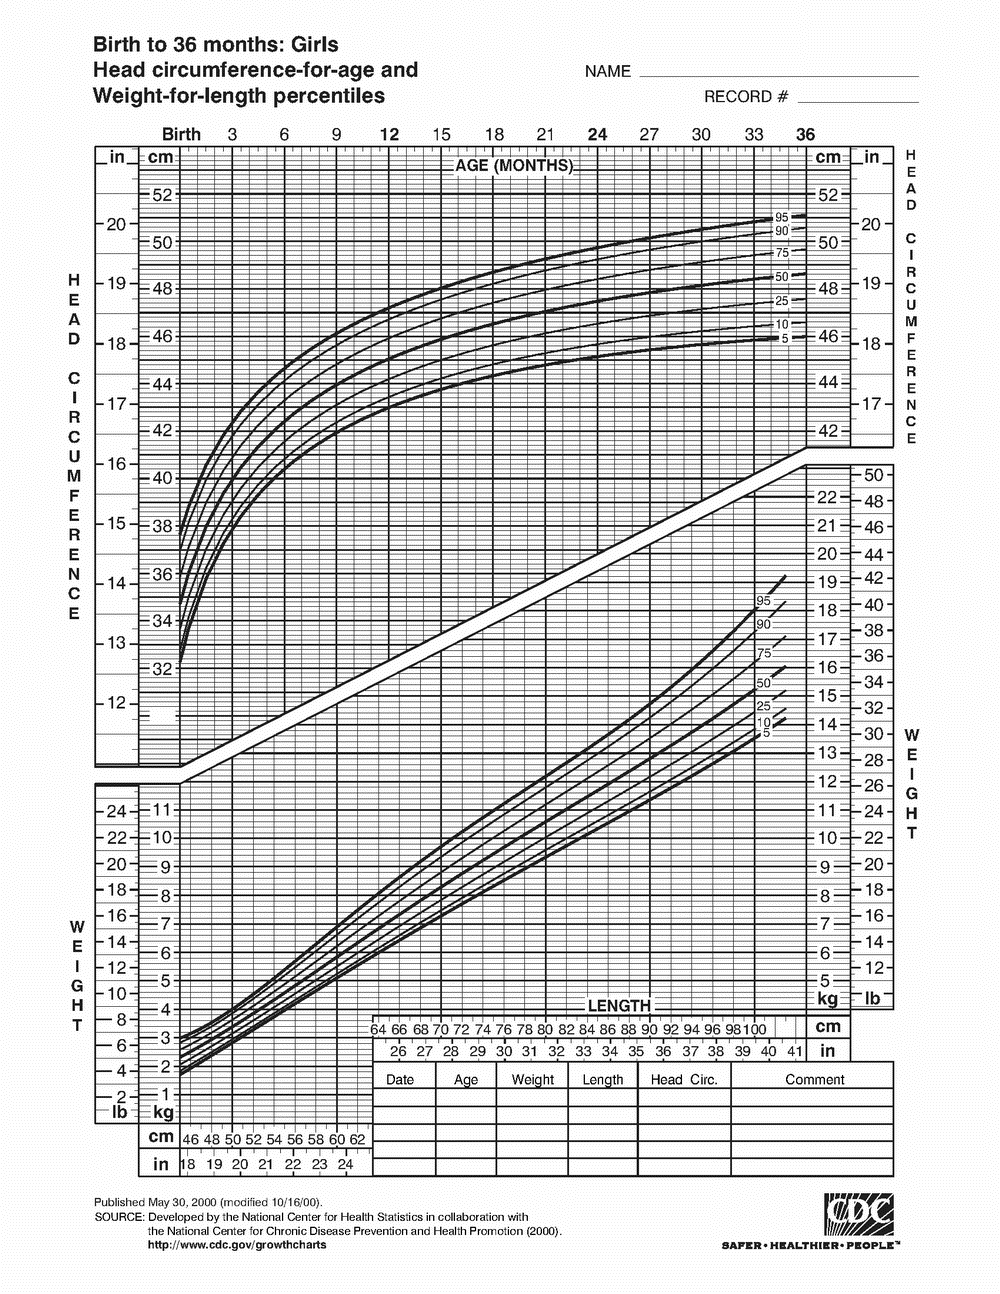 Birth to 36 months: Girls
Head circumference-for-age and
Weight-for-length percentiles
NAME
RECORD #
Birth 3 6 9 12 15 18 21 24 27 30 33 36
in cm AGE (MONTHS) cm in
52 52
20 50 50 20
19 48 48 19
18 46 46 18
17 44 44 17
42 42
16 40
15 38
14 36
34
13 32
12
95
90
75
50
25
10
5
HEAD CIRCUMFERENCE
HEAD CIRCUMFERENCE
50
22 48
21 46
20 44
19 42
18 40
17 38
16 36
15 34
14 32
30
13 28
12 26
24 11 11 24
22 10 10 22
20 9 9 20
18 8 8 18
16 7 7 16
14 6 6 14
12 5 5 12
10 4 kg lb
8 3
6 2
4 1
2
lb kg
95
90
75
50
25
10
5
WEIGHT
WEIGHT
LENGTH
64 66 68 70 72 74 76 78 80 82 84 86 88 90 92 94 96 98 100 cm
26 27 28 29 30 31 32 33 34 35 36 37 38 39 40 41 in
Date Age Weight Length Head Circ. Comment
cm 46 48 50 52 54 56 58 60 62
in 18 19 20 21 22 23 24
Published May 30, 2000 (modified 10/16/00).
SOURCE: Developed by the National Center for Health Statistics in collaboration with
the National Center for Chronic Disease Prevention and Health Promotion (2000).
http://www.cdc.gov/growthcharts
CDC
SAFER • HEALTHIER • PEOPLE™